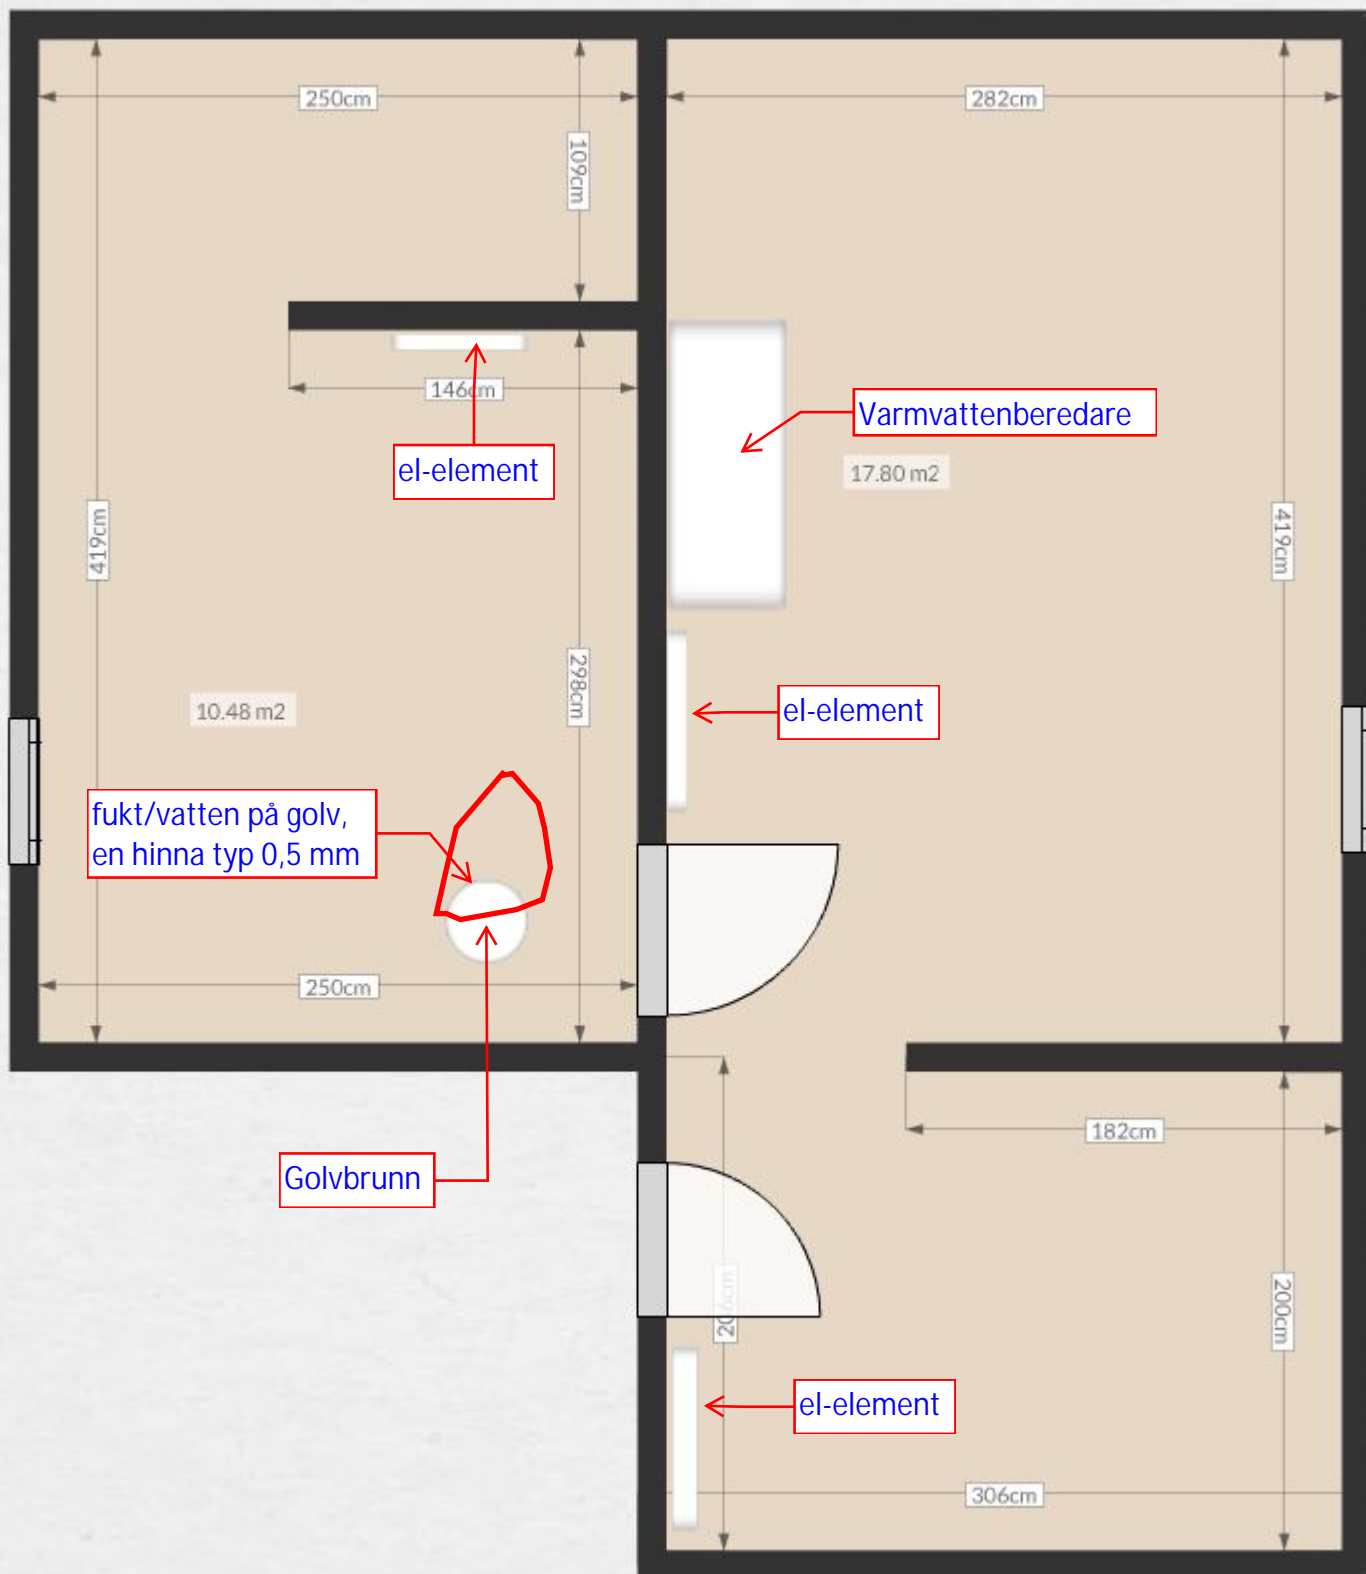 250cm
282cm
109cm
146cm
Varmvattenberedare
el-element
17.80 m2
419cm
419cm
298cm
10.48 m2
el-element
fukt/vatten på golv,
en hinna typ 0,5 mm
250cm
182cm
Golvbrunn
206cm
200cm
el-element
306cm